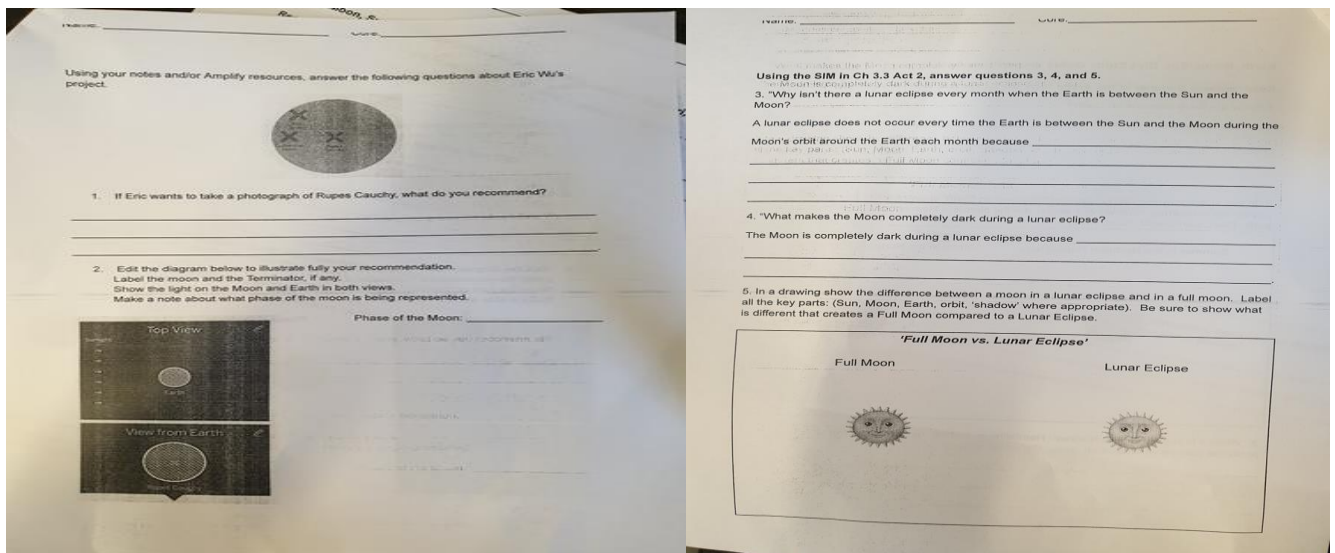 Using your notes and/or Amplify resources, answer the following questions about Eric Wu's
project.
1. If Eric wants to take a photograph of Rupes Cauchy, what do you recommend?
2. Edit the diagram below to illustrate fully your recommendation.
Label the moon and the Terminator, if any.
Show the light on the Moon and Earth in both views.
Make a note about what phase of the moon is being represented.
Phase of the Moon:
Top View
Earth
View from Earth
Name:
Using the SIM in Ch 3.3 Act 2, answer questions 3, 4, and 5.
3. "Why isn't there a lunar eclipse every month when the Earth is between the Sun and the
Moon?
A lunar eclipse does not occur every time the Earth is between the Sun and the Moon during the
Moon's orbit around the Earth each month because
4. "What makes the Moon completely dark during a lunar eclipse?
The Moon is completely dark during a lunar eclipse because
5. In a drawing show the difference between a moon in a lunar eclipse and in a full moon. Label
all the key parts: (Sun, Moon, Earth, orbit, 'shadow' where appropriate). Be sure to show what
is different that creates a Full Moon compared to a Lunar Eclipse.
'Full Moon vs. Lunar Eclipse'
Full Moon
Lunar Eclipse